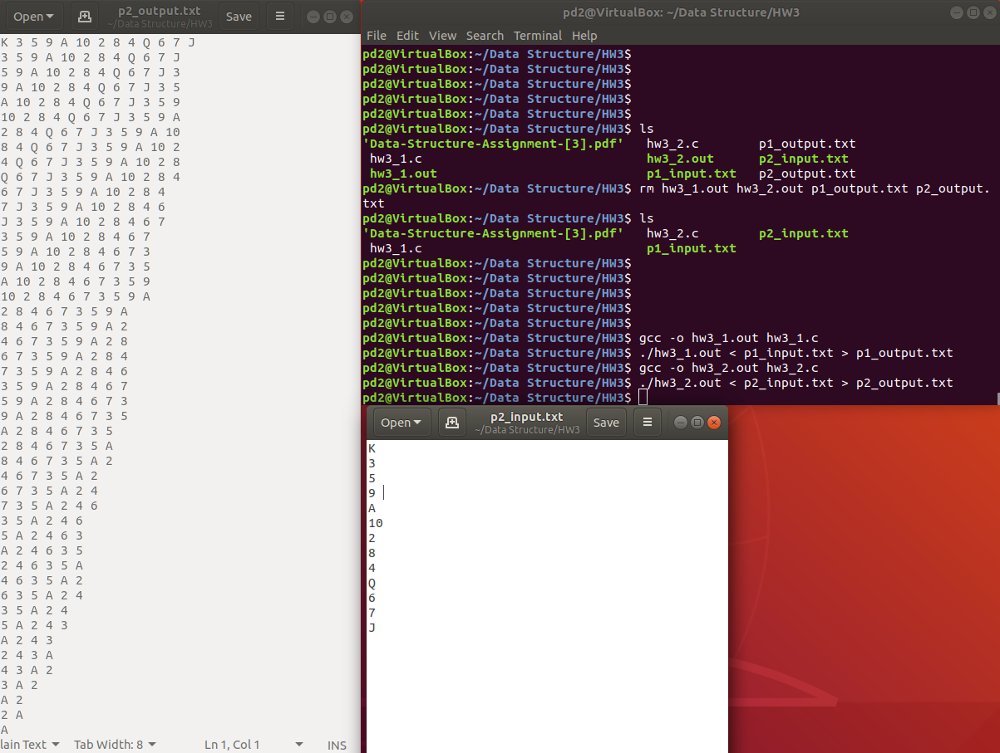 Open
p2_output.txt
~/Data Structure/HW3
Save
K 3 5 9 A 10 2 8 4 Q 6 7 J
3 5 9 A 10 2 8 4 Q 6 7 J
5 9 A 10 2 8 4 Q 6 7 J 3
9 A 10 2 8 4 Q 6 7 J 3 5
A 10 2 8 4 Q 6 7 J 3 5 9
10 2 8 4 Q 6 7 J 3 5 9 A
2 8 4 Q 6 7 J 3 5 9 A 10
8 4 Q 6 7 J 3 5 9 A 10 2
4 Q 6 7 J 3 5 9 A 10 2 8
Q 6 7 J 3 5 9 A 10 2 8 4
6 7 J 3 5 9 A 10 2 8 4
7 J 3 5 9 A 10 2 8 4 6
J 3 5 9 A 10 2 8 4 6 7
3 5 9 A 10 2 8 4 6 7
5 9 A 10 2 8 4 6 7 3
9 A 10 2 8 4 6 7 3 5
A 10 2 8 4 6 7 3 5 9
10 2 8 4 6 7 3 5 9 A
2 8 4 6 7 3 5 9 A
8 4 6 7 3 5 9 A 2
4 6 7 3 5 9 A 2 8
6 7 3 5 9 A 2 8 4
7 3 5 9 A 2 8 4 6
3 5 9 A 2 8 4 6 7
5 9 A 2 8 4 6 7 3
9 A 2 8 4 6 7 3 5
A 2 8 4 6 7 3 5
2 8 4 6 7 3 5 A
8 4 6 7 3 5 A 2
4 6 7 3 5 A 2
6 7 3 5 A 2 4
7 3 5 A 2 4 6
3 5 A 2 4 6
5 A 2 4 6 3
A 2 4 6 3 5
2 4 6 3 5 A
4 6 3 5 A 2
6 3 5 A 2 4
3 5 A 2 4
5 A 2 4 3
A 2 4 3
2 4 3 A
4 3 A 2
3 A 2
A 2
2 A
A
lain Text
Tab Width: 8
Ln 1, Col 1
INS
pd2@VirtualBox: ~/Data Structure/HW3
File Edit View Search Terminal Help
pd2@VirtualBox:~/Data Structure/HW3$
pd2@VirtualBox:~/Data Structure/HW3$
pd2@VirtualBox:~/Data Structure/HW3$
pd2@VirtualBox:~/Data Structure/HW3$
pd2@VirtualBox:~/Data Structure/HW3$
pd2@VirtualBox:~/Data Structure/HW3$ ls
'Data-Structure-Assignment-[3].pdf' hw3_2.c p1_output.txt
hw3_1.c hw3_2.out p2_input.txt
hw3_1.out p1_input.txt p2_output.txt
pd2@VirtualBox:~/Data Structure/HW3$ rm hw3_1.out hw3_2.out p1_output.txt p2_output.
txt
pd2@VirtualBox:~/Data Structure/HW3$ ls
'Data-Structure-Assignment-[3].pdf' hw3_2.c p2_input.txt
hw3_1.c p1_input.txt
pd2@VirtualBox:~/Data Structure/HW3$
pd2@VirtualBox:~/Data Structure/HW3$
pd2@VirtualBox:~/Data Structure/HW3$
pd2@VirtualBox:~/Data Structure/HW3$
pd2@VirtualBox:~/Data Structure/HW3$
pd2@VirtualBox:~/Data Structure/HW3$ gcc -o hw3_1.out hw3_1.c
pd2@VirtualBox:~/Data Structure/HW3$ ./hw3_1.out < p1_input.txt > p1_output.txt
pd2@VirtualBox:~/Data Structure/HW3$ gcc -o hw3_2.out hw3_2.c
pd2@VirtualBox:~/Data Structure/HW3$ ./hw3_2.out < p2_input.txt > p2_output.txt
pd2@VirtualBox:~/Data Structure/HW3$
Open
p2_input.txt
~/Data Structure/HW3
Save
K
3
5
9
A
10
2
8
4
Q
6
7
J